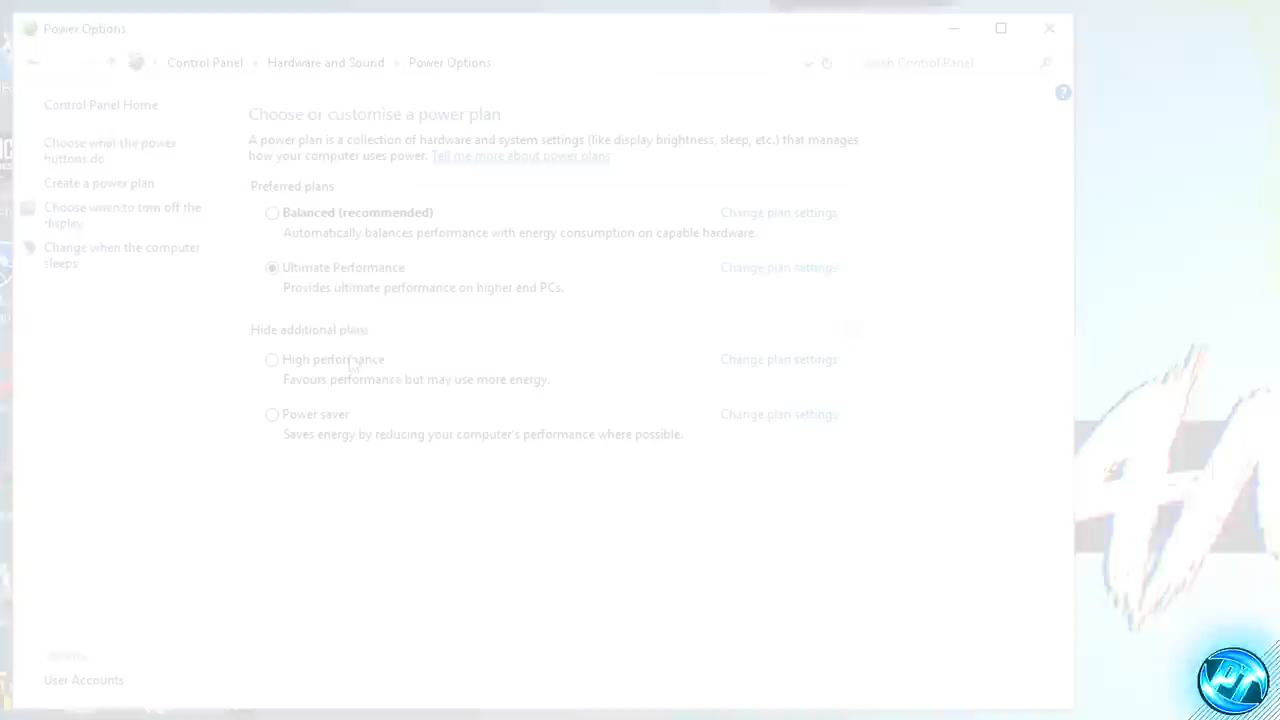 Power Options
Control Panel Hardware and Sound Power Options
Control Panel
Control Panel Home
Choose what the power
buttons do
Create a power plan
Choose when to turn off the
display
Change when the computer
sleeps
Choose or customise a power plan
A power plan is a collection of hardware and system settings (like display brightness, sleep, etc.) that manages
how your computer uses power. Tell me more about power plans
Preferred plans
Balanced (recommended) Change plan settings
Automatically balances performance with energy consumption on capable hardware.
Ultimate Performance Change plan settings
Provides ultimate performance on higher end PCs.
Hide additional plans
High performance Change plan settings
Favours performance but may use more energy.
Power saver Change plan settings
Saves energy by reducing your computer's performance where possible.
User Accounts